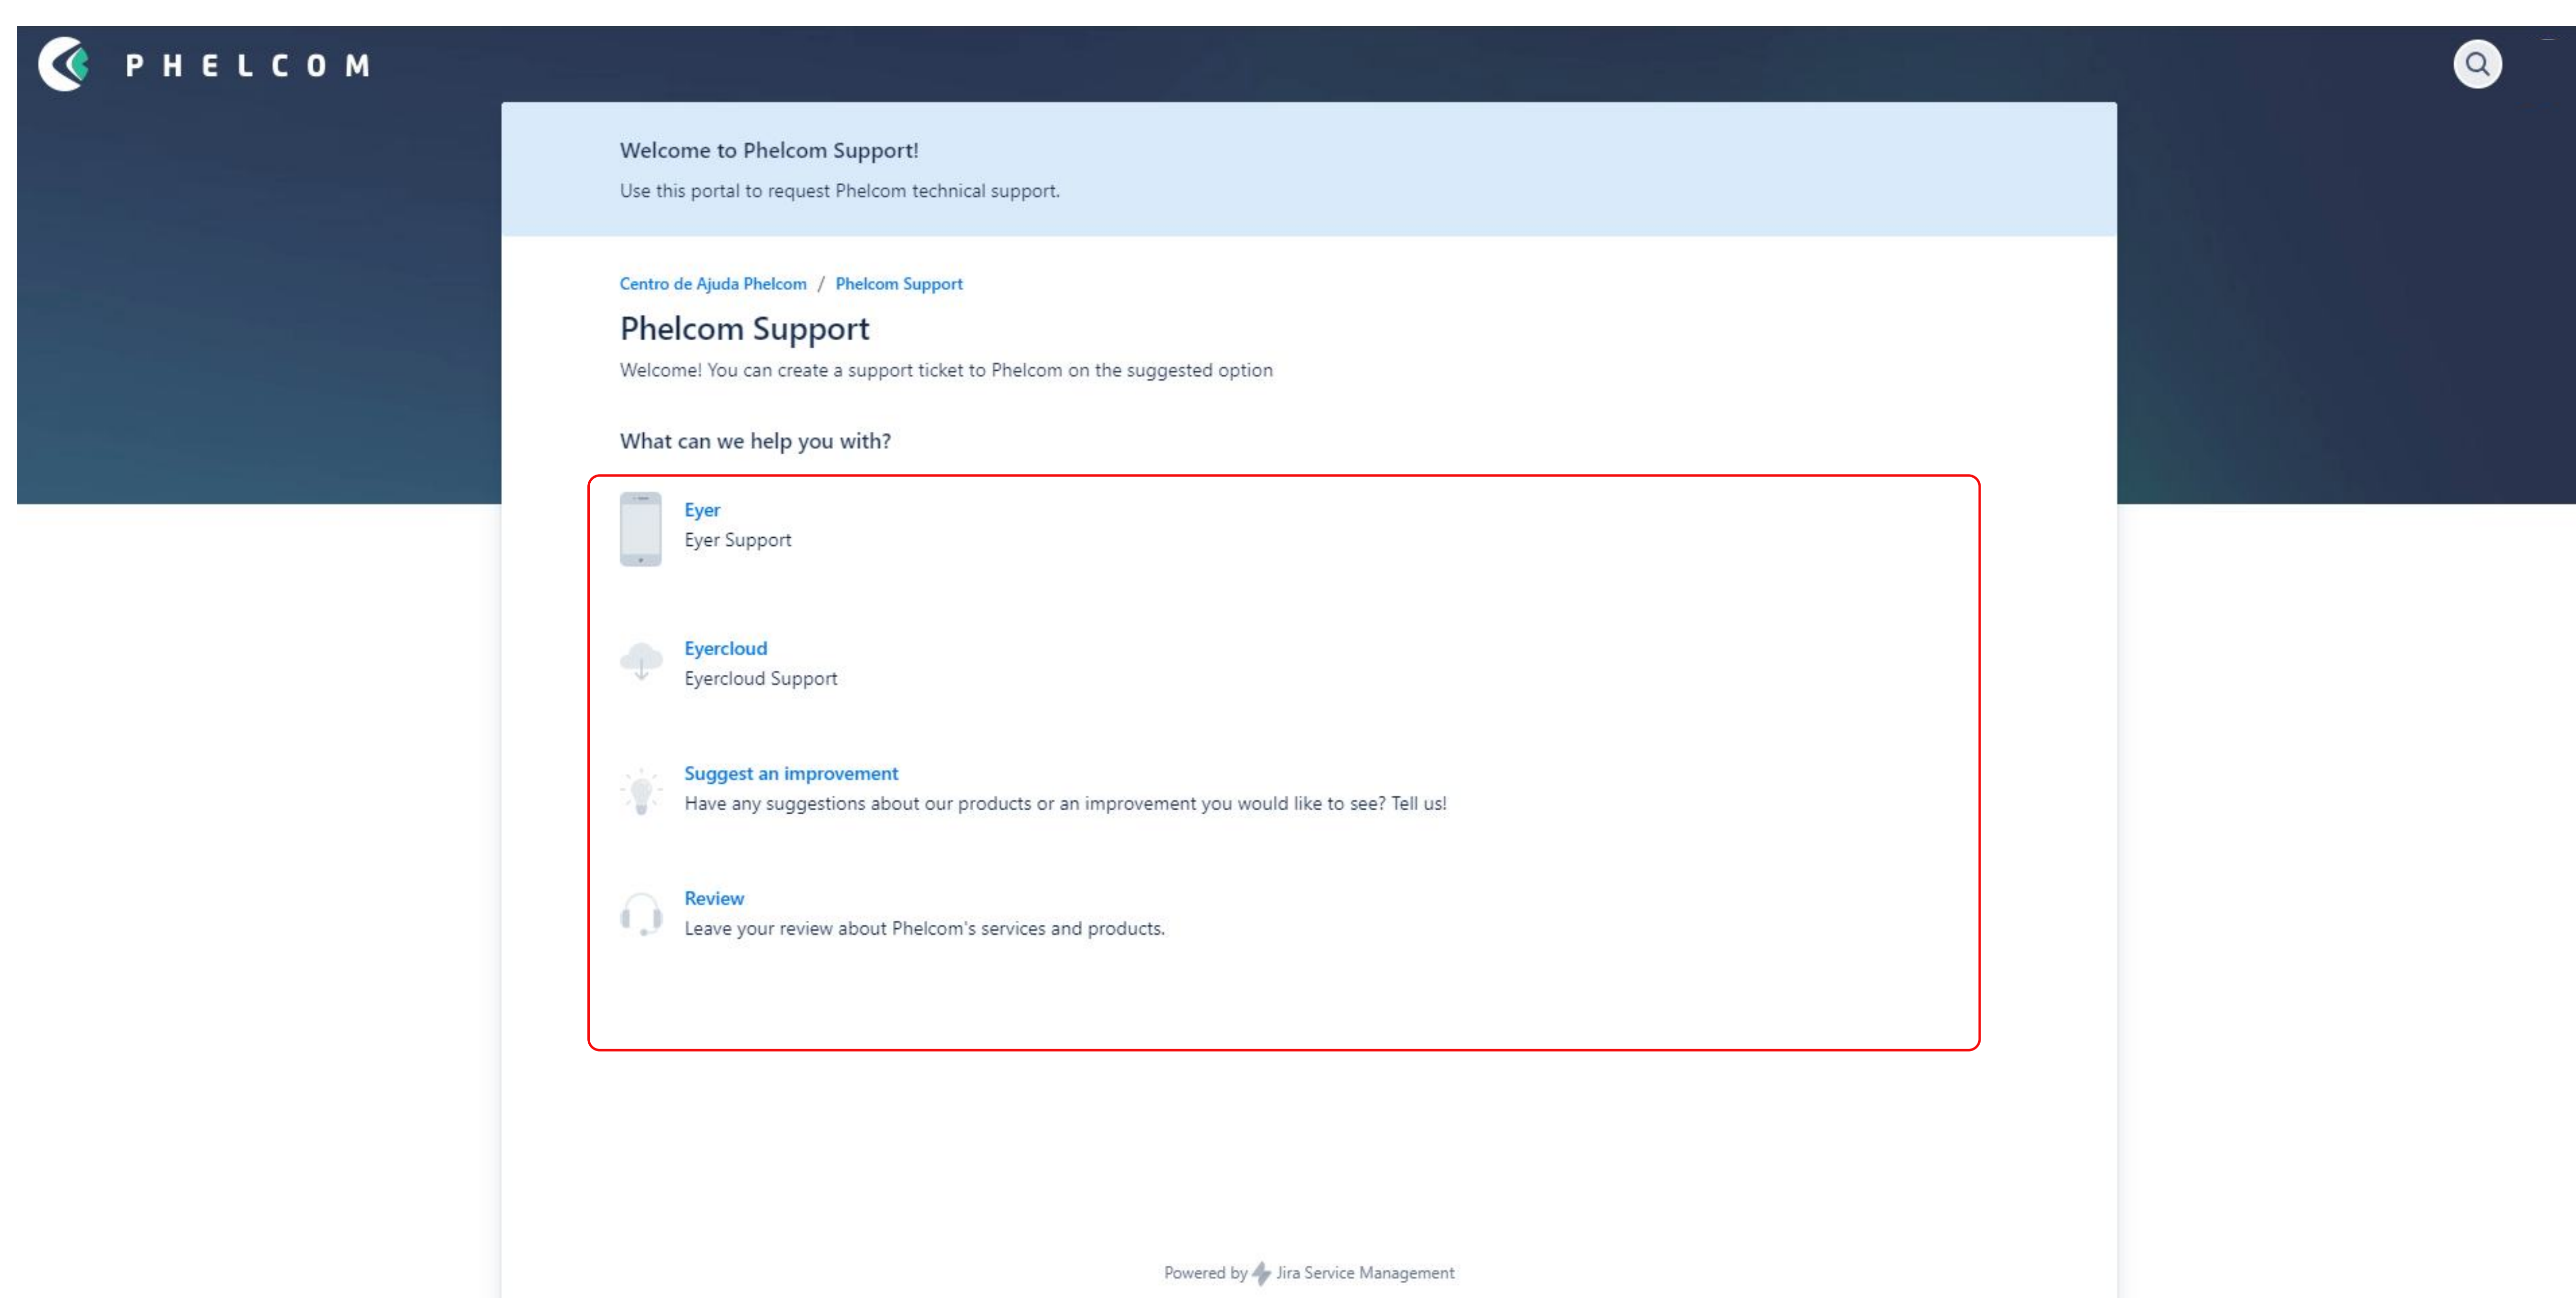 PHELCOM
Welcome to Phelcom Support!
Use this portal to request Phelcom technical support.
Centro de Ajuda Phelcom / Phelcom Support
Phelcom Support
Welcome! You can create a support ticket to Phelcom on the suggested option
What can we help you with?
Eyer
Eyer Support
Eyercloud
Eyercloud Support
Suggest an improvement
Have any suggestions about our products or an improvement you would like to see? Tell us!
Review
Leave your review about Phelcom's services and products.
Powered by Jira Service Management